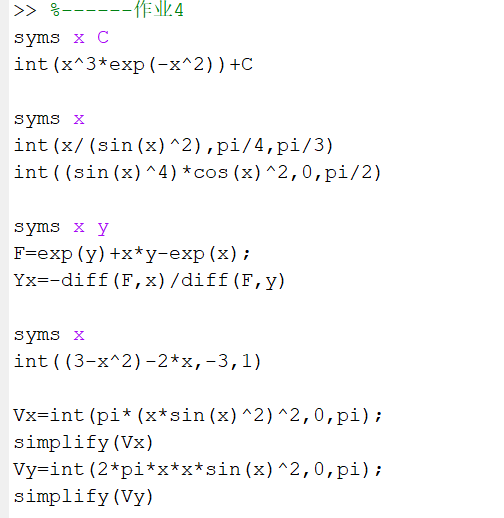 >> %------作业4
syms x C
int(x^3*exp(-x^2))+C
syms x
int(x/(sin(x)^2),pi/4,pi/3)
int((sin(x)^4)*cos(x)^2,0,pi/2)
syms x y
F=exp(y)+x*y-exp(x);
Yx=-diff(F,x)/diff(F,y)
syms x
int((3-x^2)-2*x,-3,1)
Vx=int(pi*(x*sin(x)^2)^2,0,pi);
simplify(Vx)
Vy=int(2*pi*x*x*sin(x)^2,0,pi);
simplify(Vy)